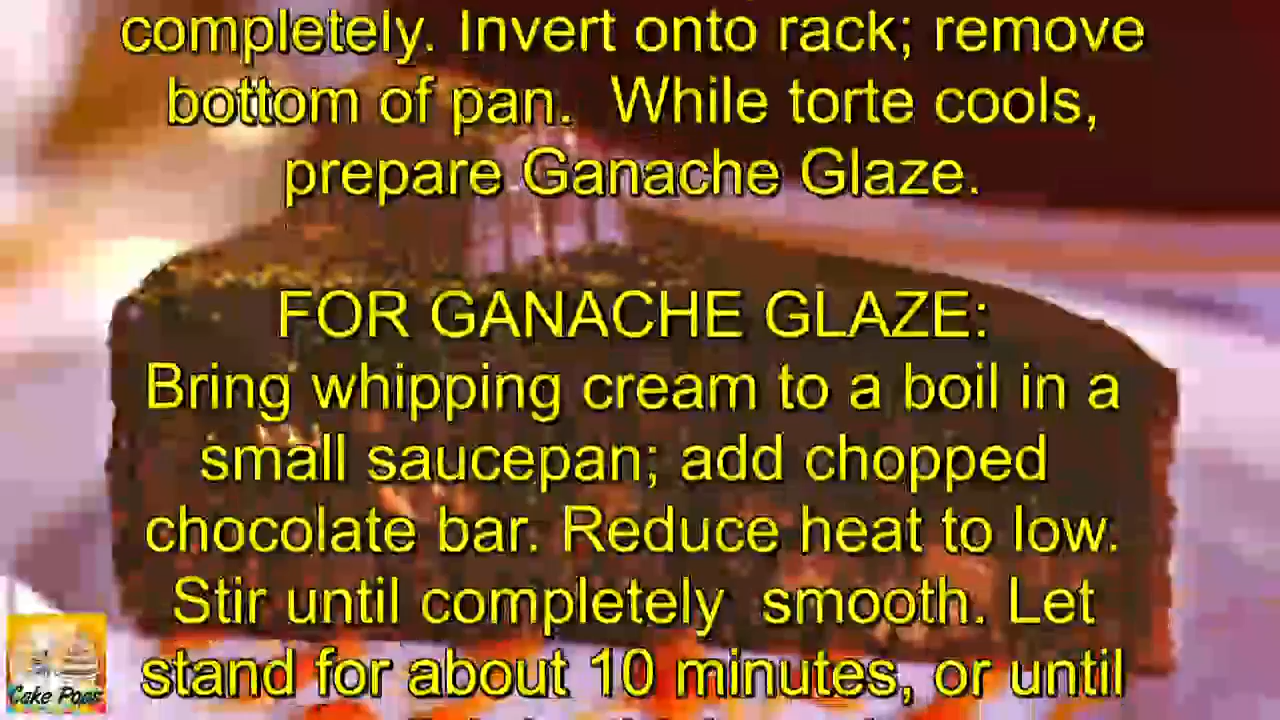 completely. Invert onto rack; remove
bottom of pan. While torte cools,
prepare Ganache Glaze.
FOR GANACHE GLAZE:
Bring whipping cream to a boil in a
small saucepan; add chopped
chocolate bar. Reduce heat to low.
Stir until completely smooth. Let
stand for about 10 minutes, or until
Cake Pops